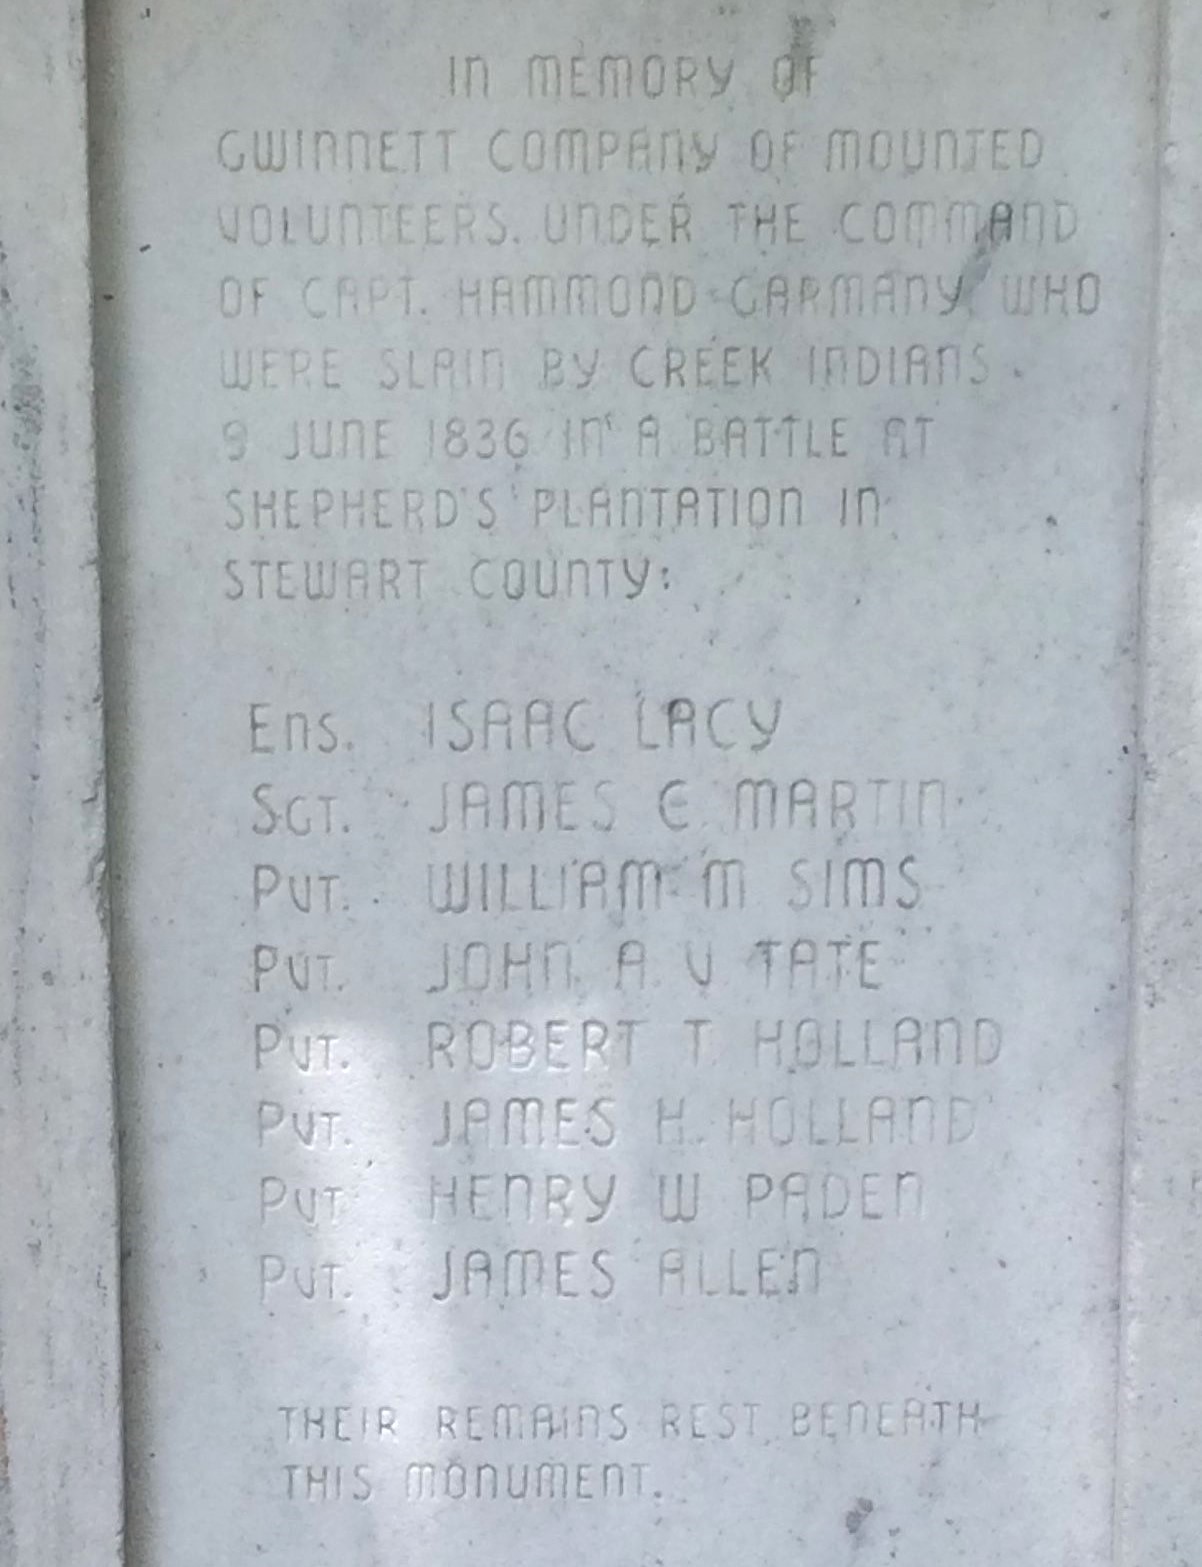 IN MEMORY OF
GWINNETT COMPANY OF MOUNTED
VOLUNTEERS, UNDER THE COMMAND
OF CAPT. HAMMOND GARMANY, WHO
WERE SLAIN BY CREEK INDIANS
9 JUNE 1836 IN A BATTLE AT
SHEPHERD'S PLANTATION IN
STEWART COUNTY:
ENS. ISAAC LACY
SGT. JAMES C MARTIN
PVT. WILLIAM M SIMS
PVT. JOHN A V TATE
PVT. ROBERT T HOLLAND
PVT. JAMES H HOLLAND
PVT. HENRY W PADEN
PVT. JAMES ALLEN
THEIR REMAINS REST BENEATH
THIS MONUMENT.